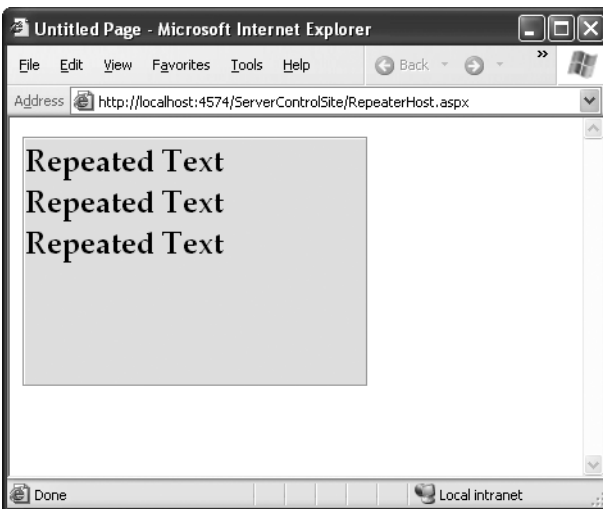 Untitled Page - Microsoft Internet Explorer
File Edit View Favorites Tools Help Back »
Address http://localhost:4574/ServerControlSite/RepeaterHost.aspx
Repeated Text
Repeated Text
Repeated Text
Done Local intranet